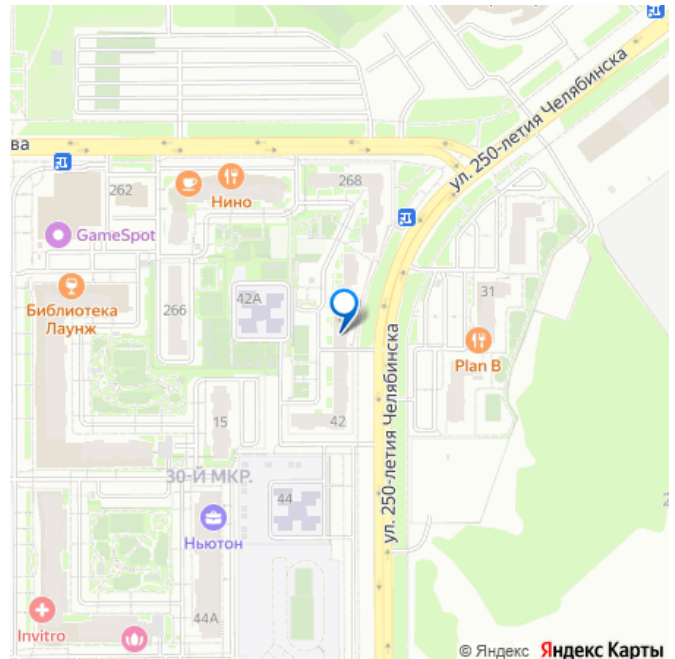 ва
262
Нино
268
ул. 250-летия Челябинска
GameSpot
Библиотека
Лаунж
266
42А
31
Plan B
ул. 250-летия Челябинска
15
42
30-Й МКР.
44
Ньютон
44А
Invitro
2
© Яндекс Яндекс Карты